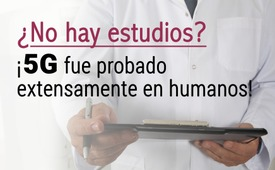 ¿No hay estudios?
¡5G fue probado
extensamente en humanos!